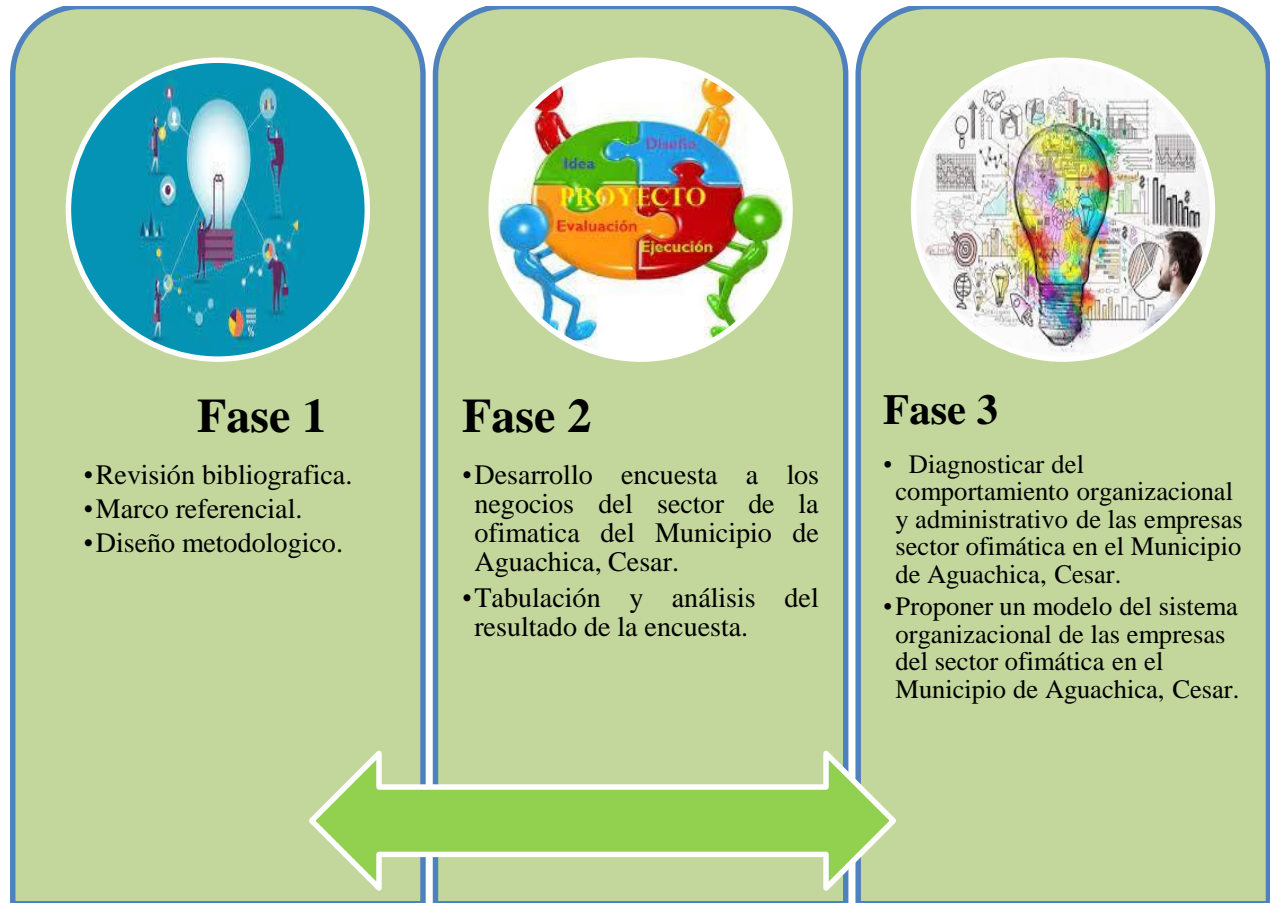 Fase 1
•Revisión bibliografica.
•Marco referencial.
•Diseño metodologico.
Idea
Diseño
PROYECTO
Evaluación
Ejecución
Fase 2
•Desarrollo encuesta a los
negocios del sector de la
ofimatica del Municipio de
Aguachica, Cesar.
•Tabulación y análisis del
resultado de la encuesta.
Fase 3
• Diagnosticar del
comportamiento organizacional
y administrativo de las empresas
sector ofimática en el Municipio
de Aguachica, Cesar.
•Proponer un modelo del sistema
organizacional de las empresas
del sector ofimática en el
Municipio de Aguachica, Cesar.